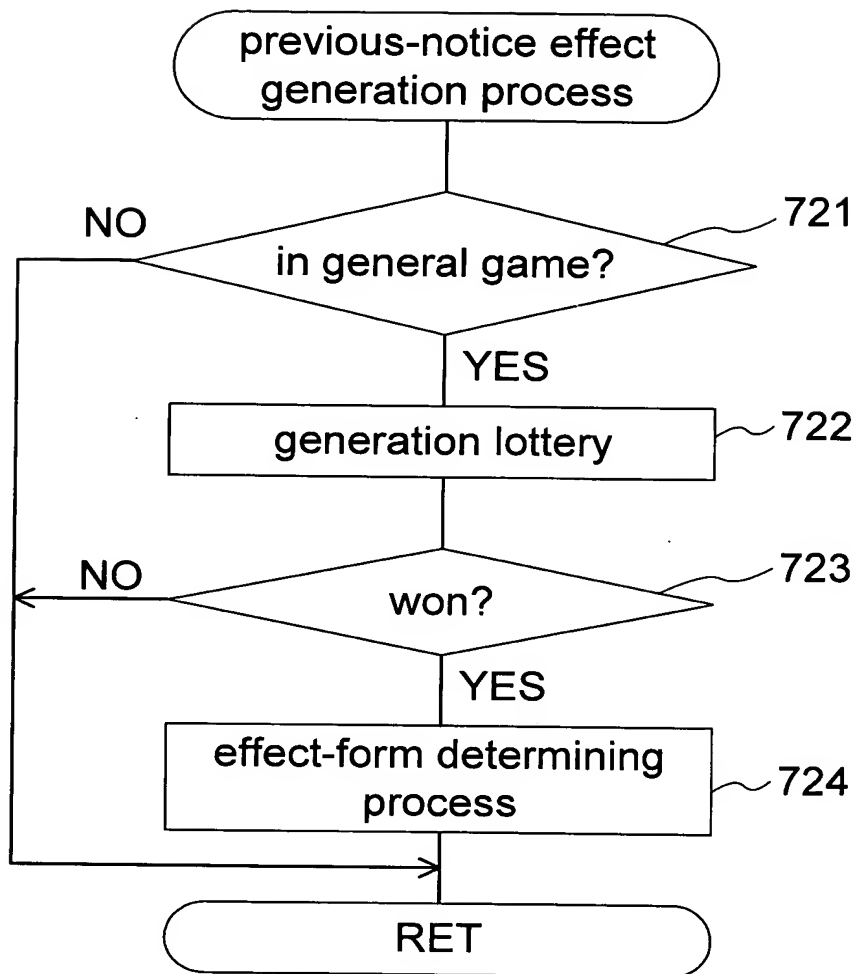 previous-notice effect
generation process
721
NO
in general game?
YES
generation lottery
722
NO
723
won?
YES
effect-form determining
process
724
RET